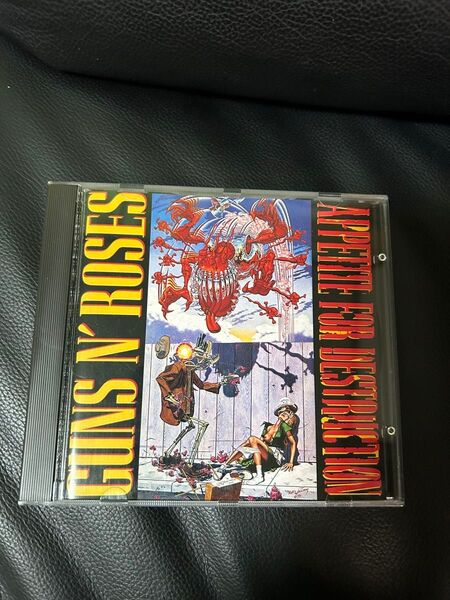 GUNS N' ROSES
APPETITE FOR DESTRUCTION